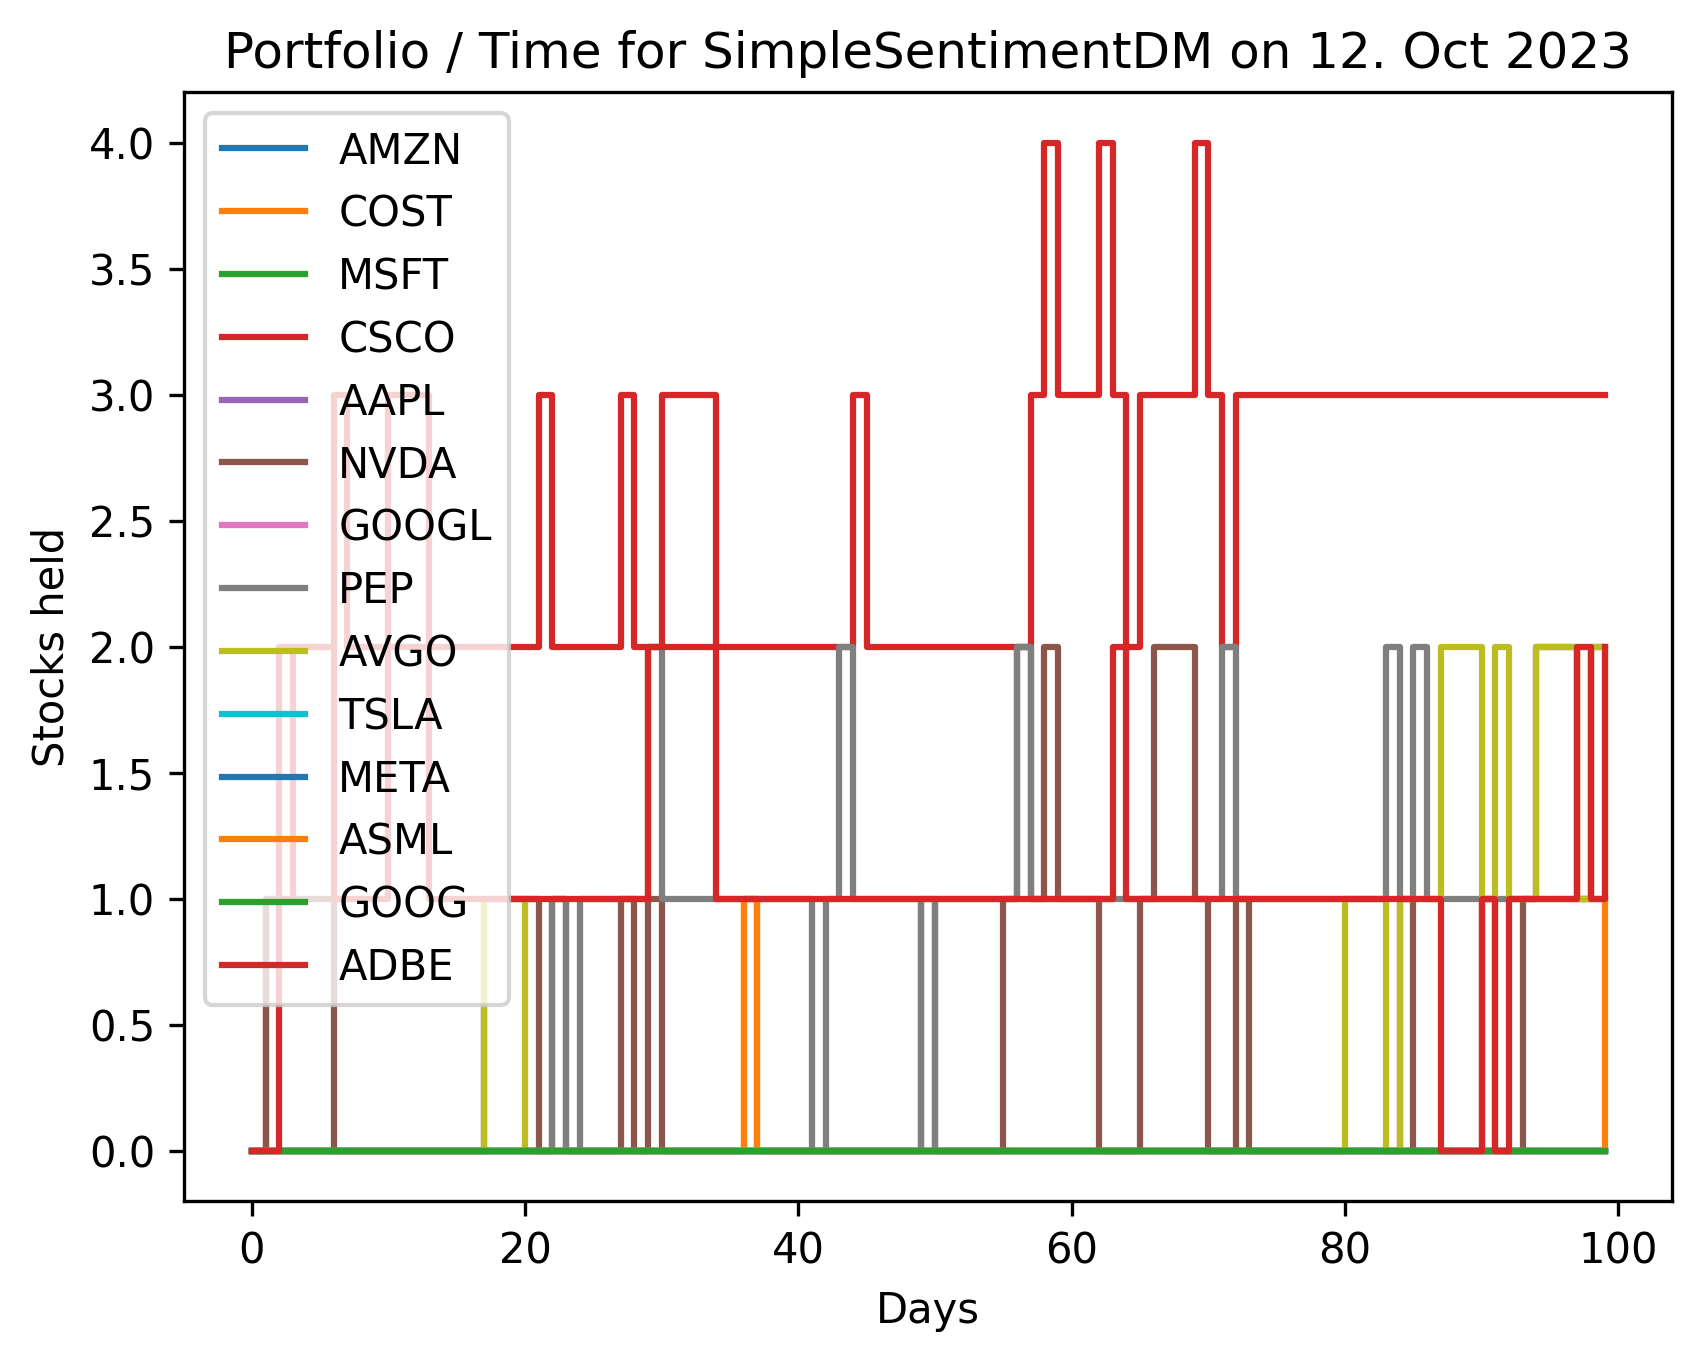 Portfolio / Time for SimpleSentimentDM on 12. Oct 2023
4.0
3.5
3.0
2.5
2.0
1.5
1.0
0.5
0.0
Stocks held
AMZN
COST
MSFT
CSCO
AAPL
NVDA
GOOGL
PEP
AVGO
TSLA
META
ASML
GOOG
ADBE
0 20 40 60 80 100
Days